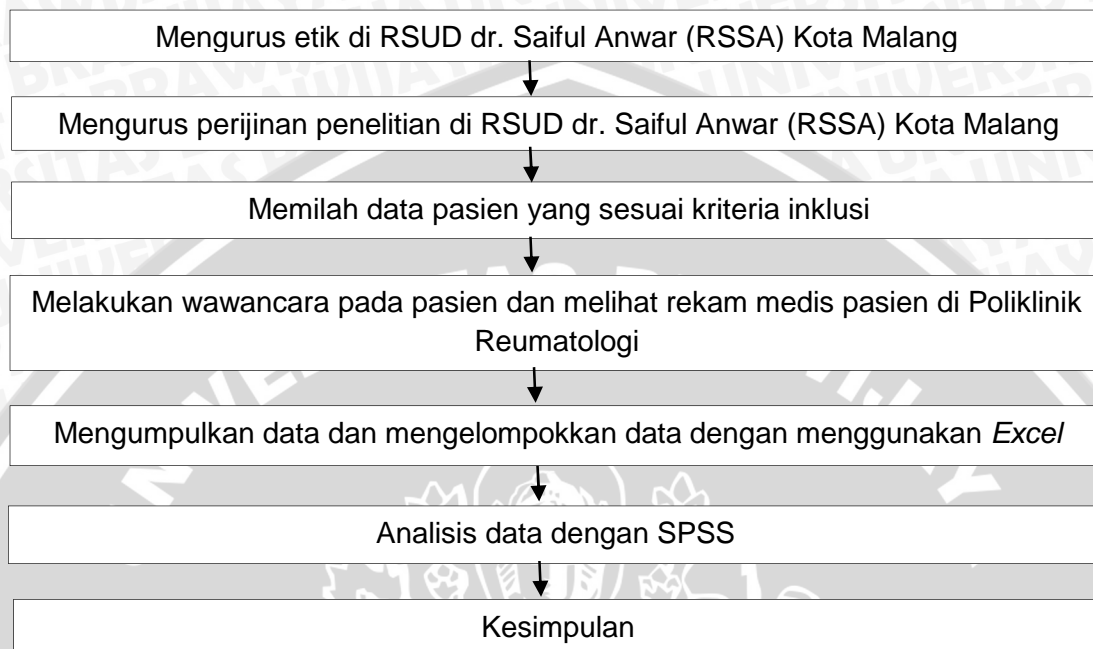 Mengurus etik di RSUD dr. Saiful Anwar (RSSA) Kota Malang
Mengurus perijinan penelitian di RSUD dr. Saiful Anwar (RSSA) Kota Malang
Memilah data pasien yang sesuai kriteria inklusi
Melakukan wawancara pada pasien dan melihat rekam medis pasien di Poliklinik
Reumatologi
Mengumpulkan data dan mengelompokkan data dengan menggunakan Excel
Analisis data dengan SPSS
Kesimpulan